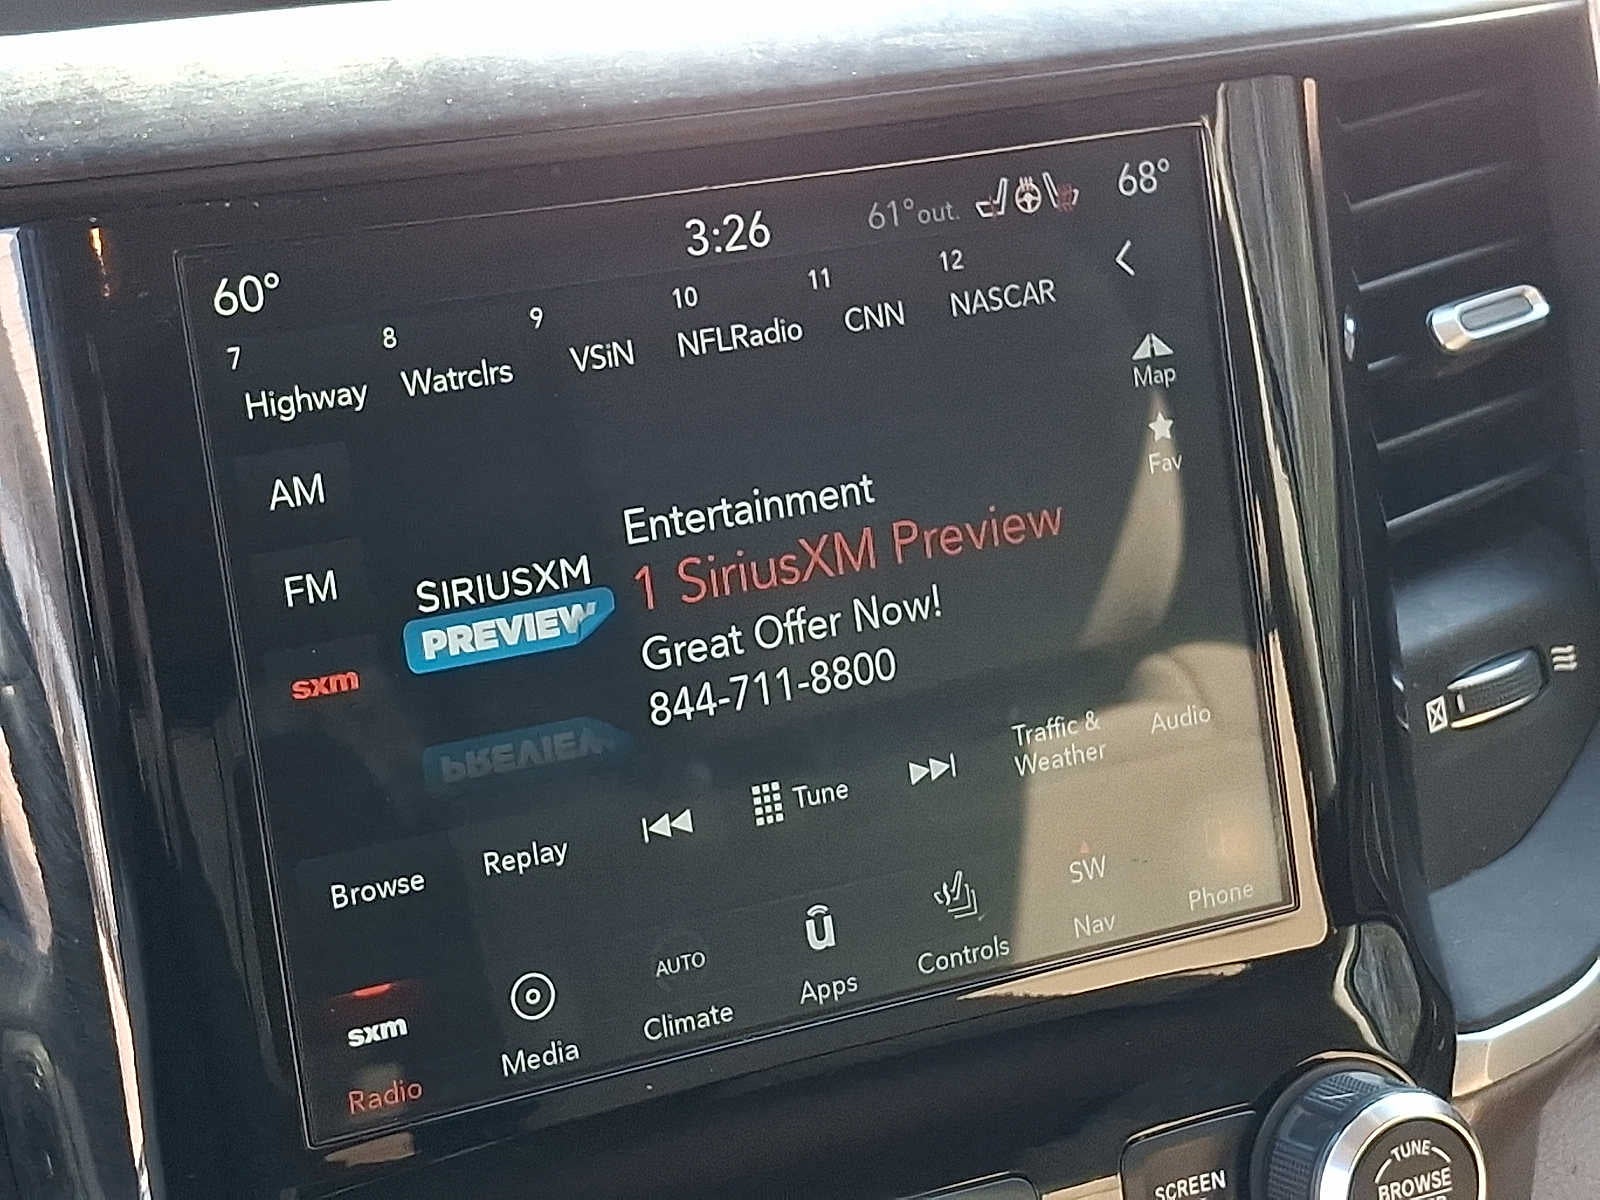 60°
3:26
61°out.
68°
7 Highway
8 Watrclrs
9 VSiN
10 NFLRadio
11 CNN
12 NASCAR
Map
Fav
AM
FM
sxm
SIRIUSXM
PREVIEW
Entertainment
1 SiriusXM Preview
Great Offer Now!
844-711-8800
PREVIEW
Browse
Replay
Tune
Traffic &
Weather
Audio
sxm
Radio
Media
AUTO
Climate
Apps
Controls
SW
Nav
Phone
SCREEN
TUNE
BROWSE